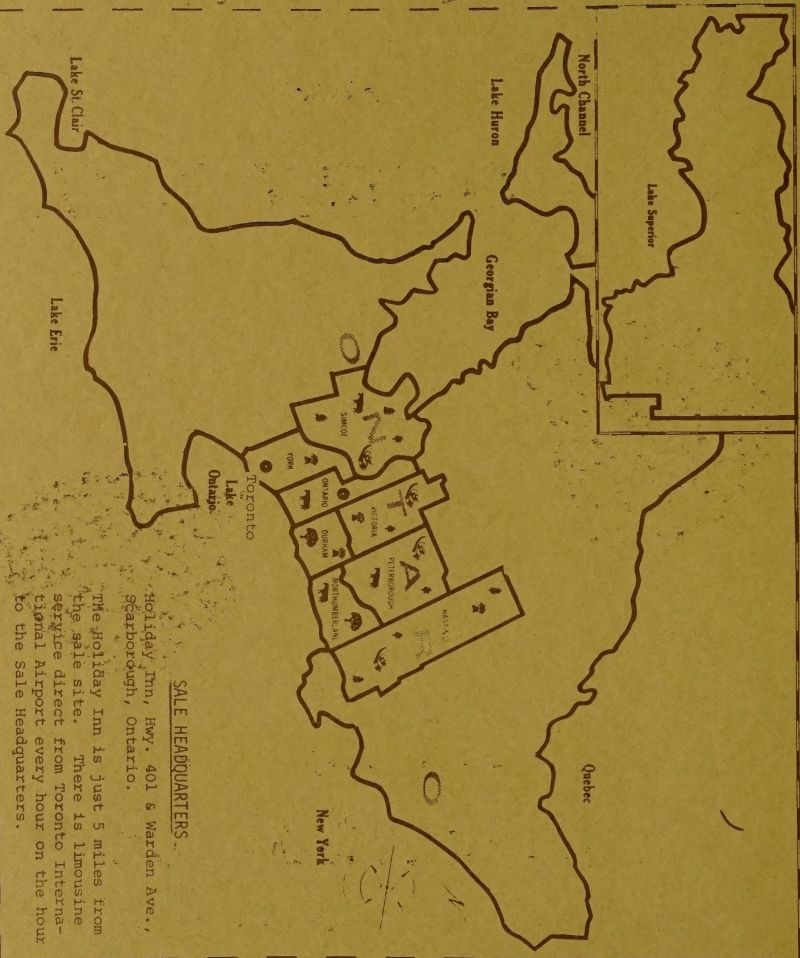 Lake Superior
North Channel
Lake Huron
Georgian Bay
Lake St. Clair
Lake Erie
Quebec
New York
Lake
Ontario.
Toronto
O
N
T
A
R
O
SIMCOE
YORK
ONTARIO
VICTORIA
DURHAM
PETERBOROUGH
NORTHUMBERLAND
SALE HEADQUARTERS.
Holiday Inn, Hwy. 401 & Warden Ave.,
Scarborough, Ontario.
The Holiday Inn is just 5 miles from
the sale site. There is limousine
service direct from Toronto Interna-
tional Airport every hour on the hour
to the Sale Headquarters.